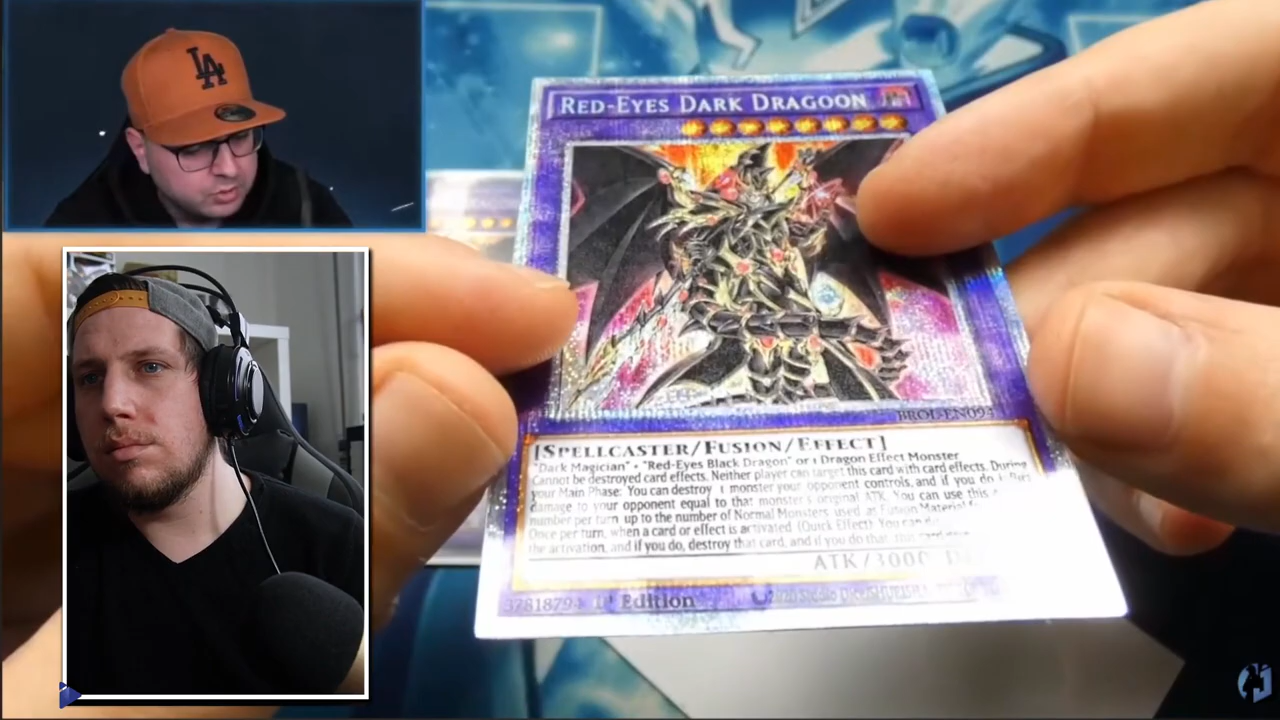 LA
RED-EYES DARK DRAGOON
BROL-EN094
[SPELLCASTER/FUSION/EFFECT]
"Dark Magician" + "Red-Eyes Black Dragon" or 1 Dragon Effect Monster
Cannot be destroyed card effects. Neither player can target this card with card effects. During
your Main Phase: You can destroy 1 monster your opponent controls, and if you do
damage to your opponent equal to that monster's original ATK. You can use this
number per turn up to the number of Normal Monsters used as Fusion Material
Once per turn, when a card or effect is activated (Quick Effect) You can
the activation, and if you do, destroy that card, and if you do that, this card
ATK/3000
1st Edition